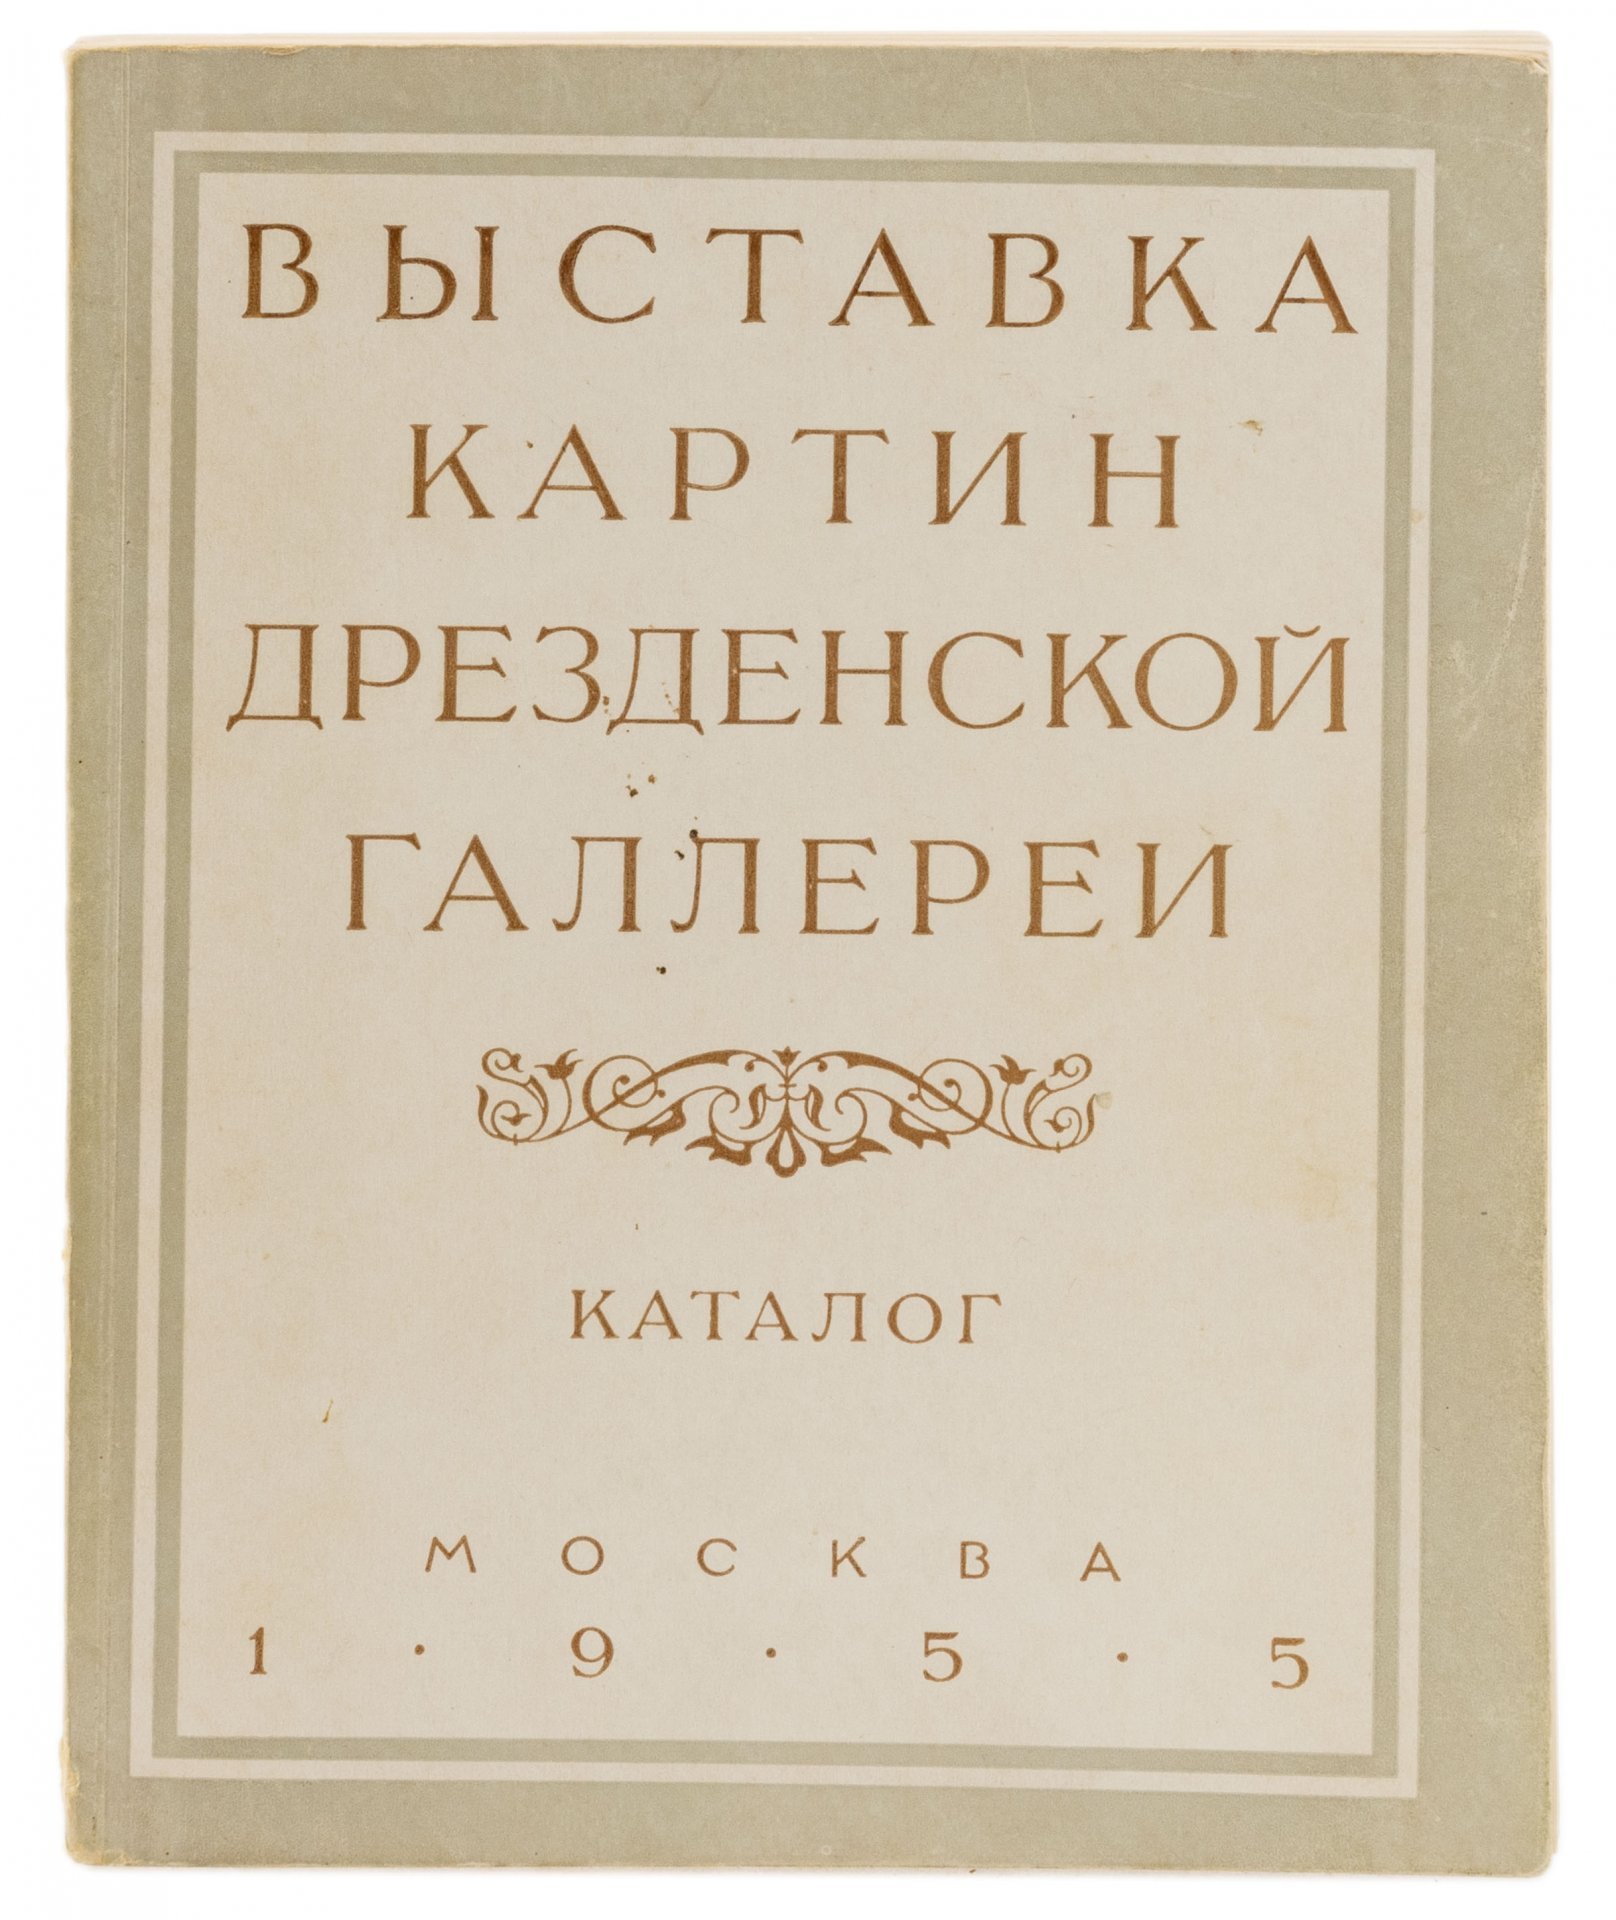 ВЫСТАВКА
КАРТИН
ДРЕЗДЕНСКОЙ
ГАЛЛЕРЕИ
КАТАЛОГ
МОСКВА
1·9·5·5